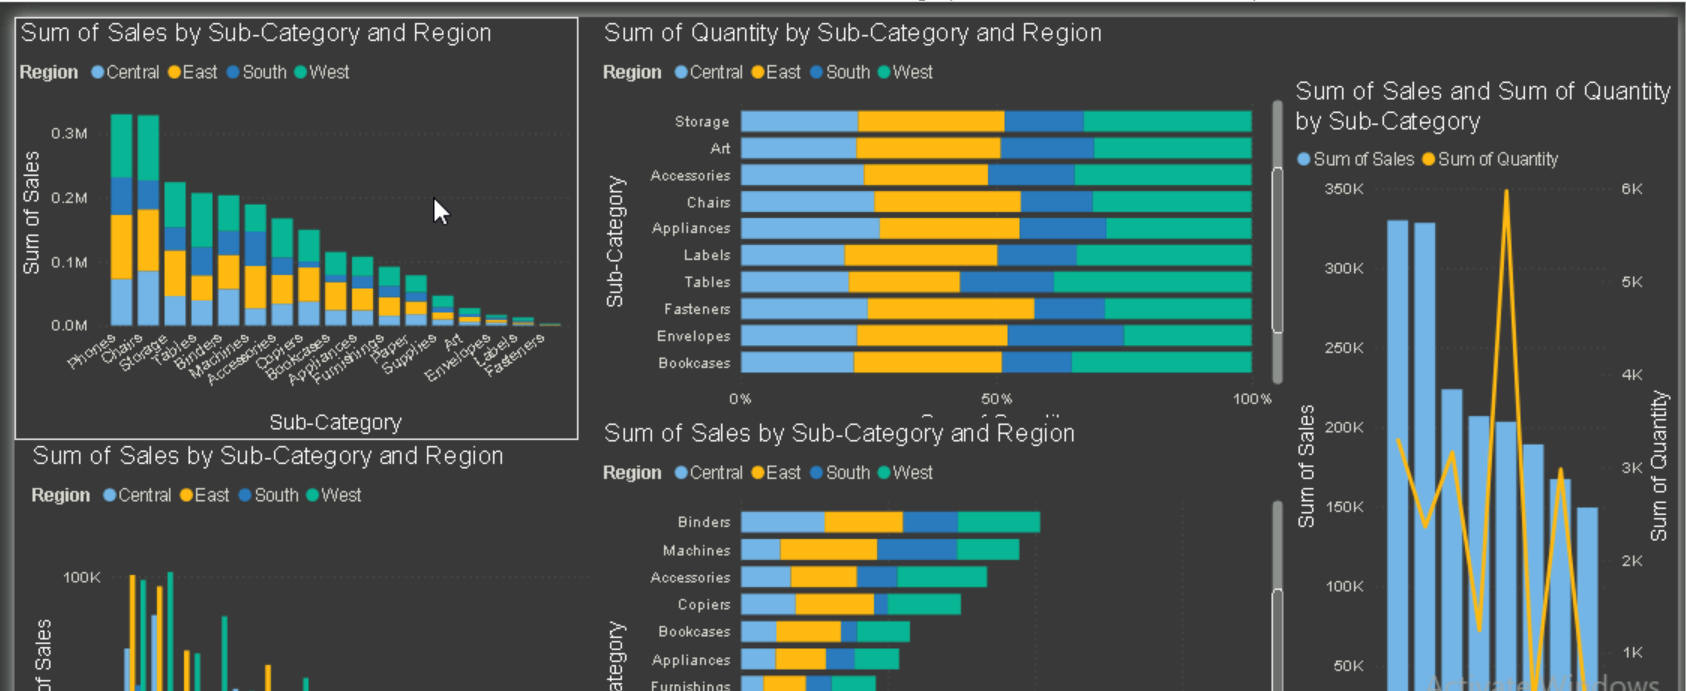 Sum of Sales by Sub-Category and Region
Region Central East South West
Sum of Sales
0.3M
0.2M
0.1M
0.0M
Phones
Chairs
Storage
Tables
Binders
Machines
Accessories
Copiers
Bookcases
Appliances
Furnishings
Paper
Supplies
Art
Envelopes
Labels
Fasteners
Sub-Category
Sum of Quantity by Sub-Category and Region
Region Central East South West
Sub-Category
Storage
Art
Accessories
Chairs
Appliances
Labels
Tables
Fasteners
Envelopes
Bookcases
0% 50% 100%
Sum of Sales and Sum of Quantity
by Sub-Category
Sum of Sales Sum of Quantity
Sum of Sales
350K
300K
250K
200K
150K
100K
50K
6K
5K
4K
3K
2K
1K
Sum of Quantity
Sum of Sales by Sub-Category and Region
Region Central East South West
of Sales
100K
Sum of Sales by Sub-Category and Region
Region Central East South West
Binders
Machines
Accessories
Copiers
Bookcases
Appliances
Furnishings
Activate Windows